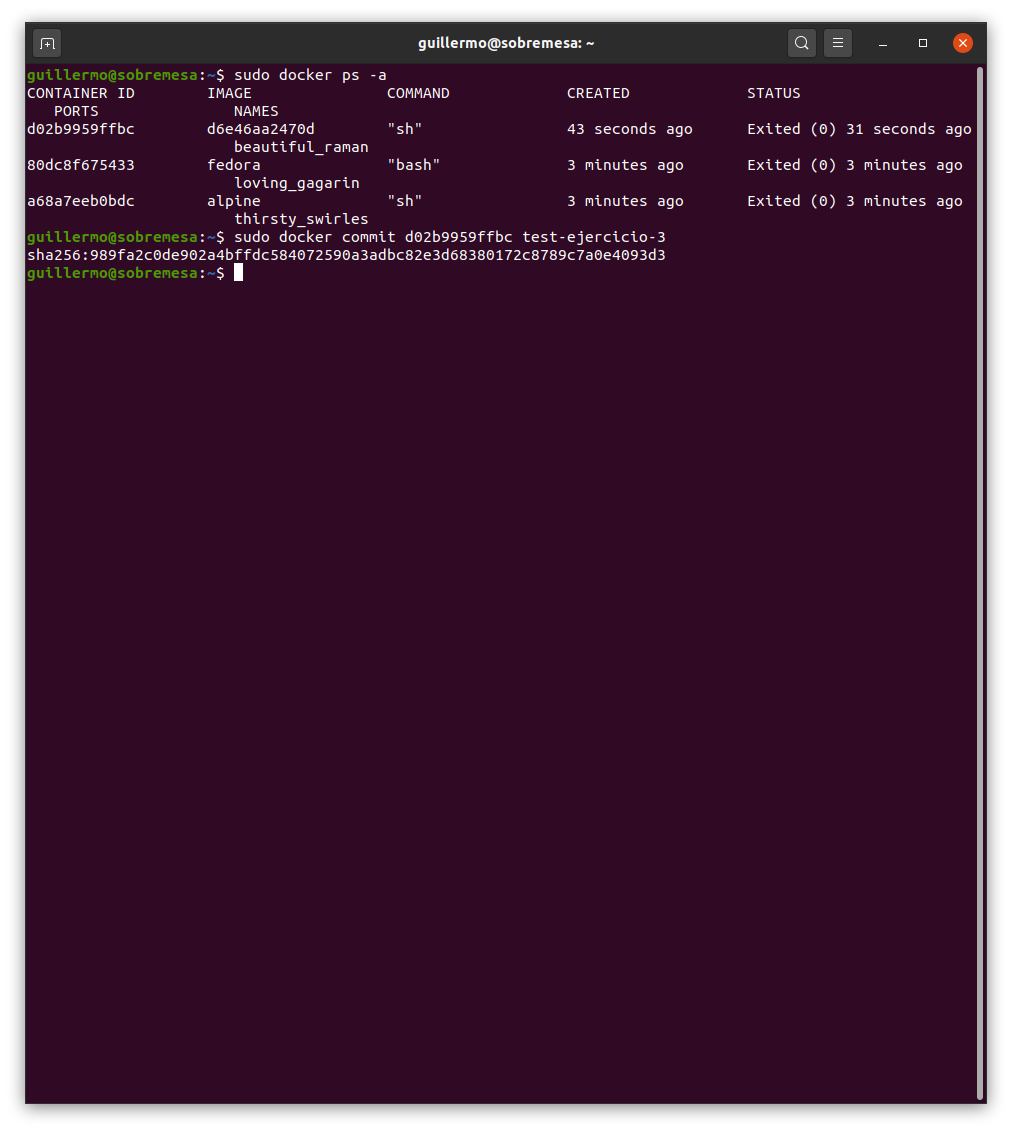 guillermo@sobremesa: ~
guillermo@sobremesa:~$ sudo docker ps -a
CONTAINER ID        IMAGE               COMMAND             CREATED             STATUS
   PORTS               NAMES
d02b9959ffbc        d6e46aa2470d        "sh"                43 seconds ago      Exited (0) 31 seconds ago
                       beautiful_raman
80dc8f675433        fedora              "bash"              3 minutes ago       Exited (0) 3 minutes ago
                       loving_gagarin
a68a7eeb0bdc        alpine              "sh"                3 minutes ago       Exited (0) 3 minutes ago
                       thirsty_swirles
guillermo@sobremesa:~$ sudo docker commit d02b9959ffbc test-ejercicio-3
sha256:989fa2c0de902a4bffdc584072590a3adbc82e3d68380172c8789c7a0e4093d3
guillermo@sobremesa:~$